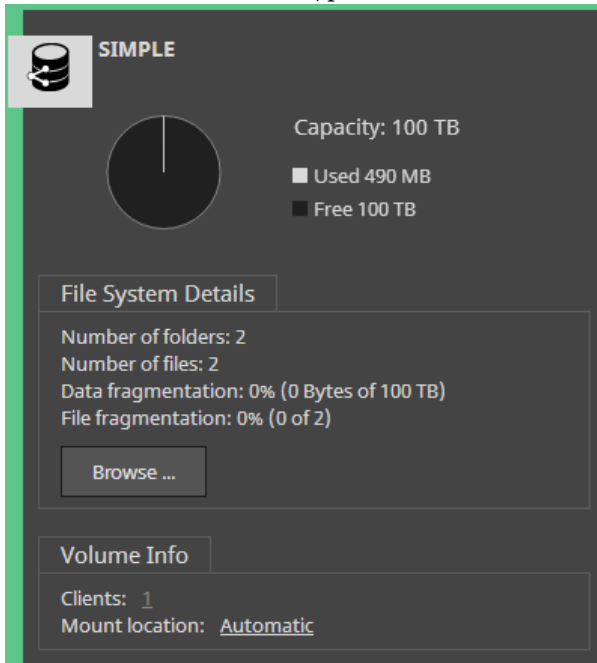 SIMPLE
Capacity: 100 TB
Used 490 MB
Free 100 TB
File System Details
Number of folders: 2
Number of files: 2
Data fragmentation: 0% (0 Bytes of 100 TB)
File fragmentation: 0% (0 of 2)
Browse ...
Volume Info
Clients: 1
Mount location: Automatic